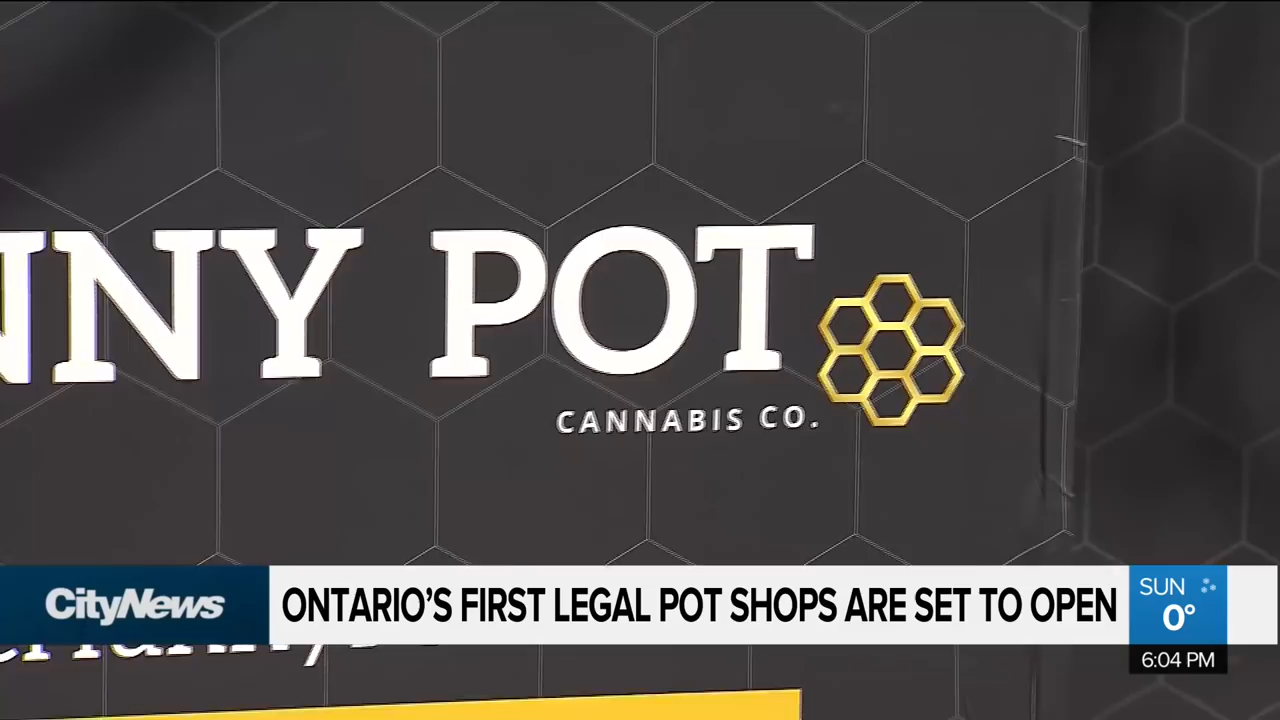 NNY POT
CANNABIS CO.
CityNews
ONTARIO'S FIRST LEGAL POT SHOPS ARE SET TO OPEN
SUN
0°
6:04 PM